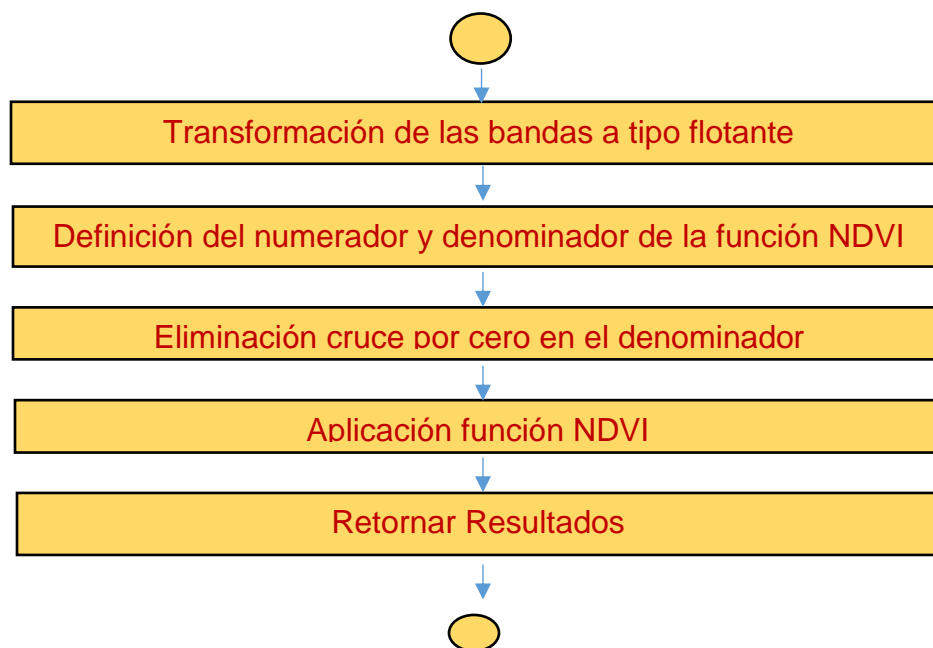 Transformación de las bandas a tipo flotante
Definición del numerador y denominador de la función NDVI
Eliminación cruce por cero en el denominador
Aplicación función NDVI
Retornar Resultados